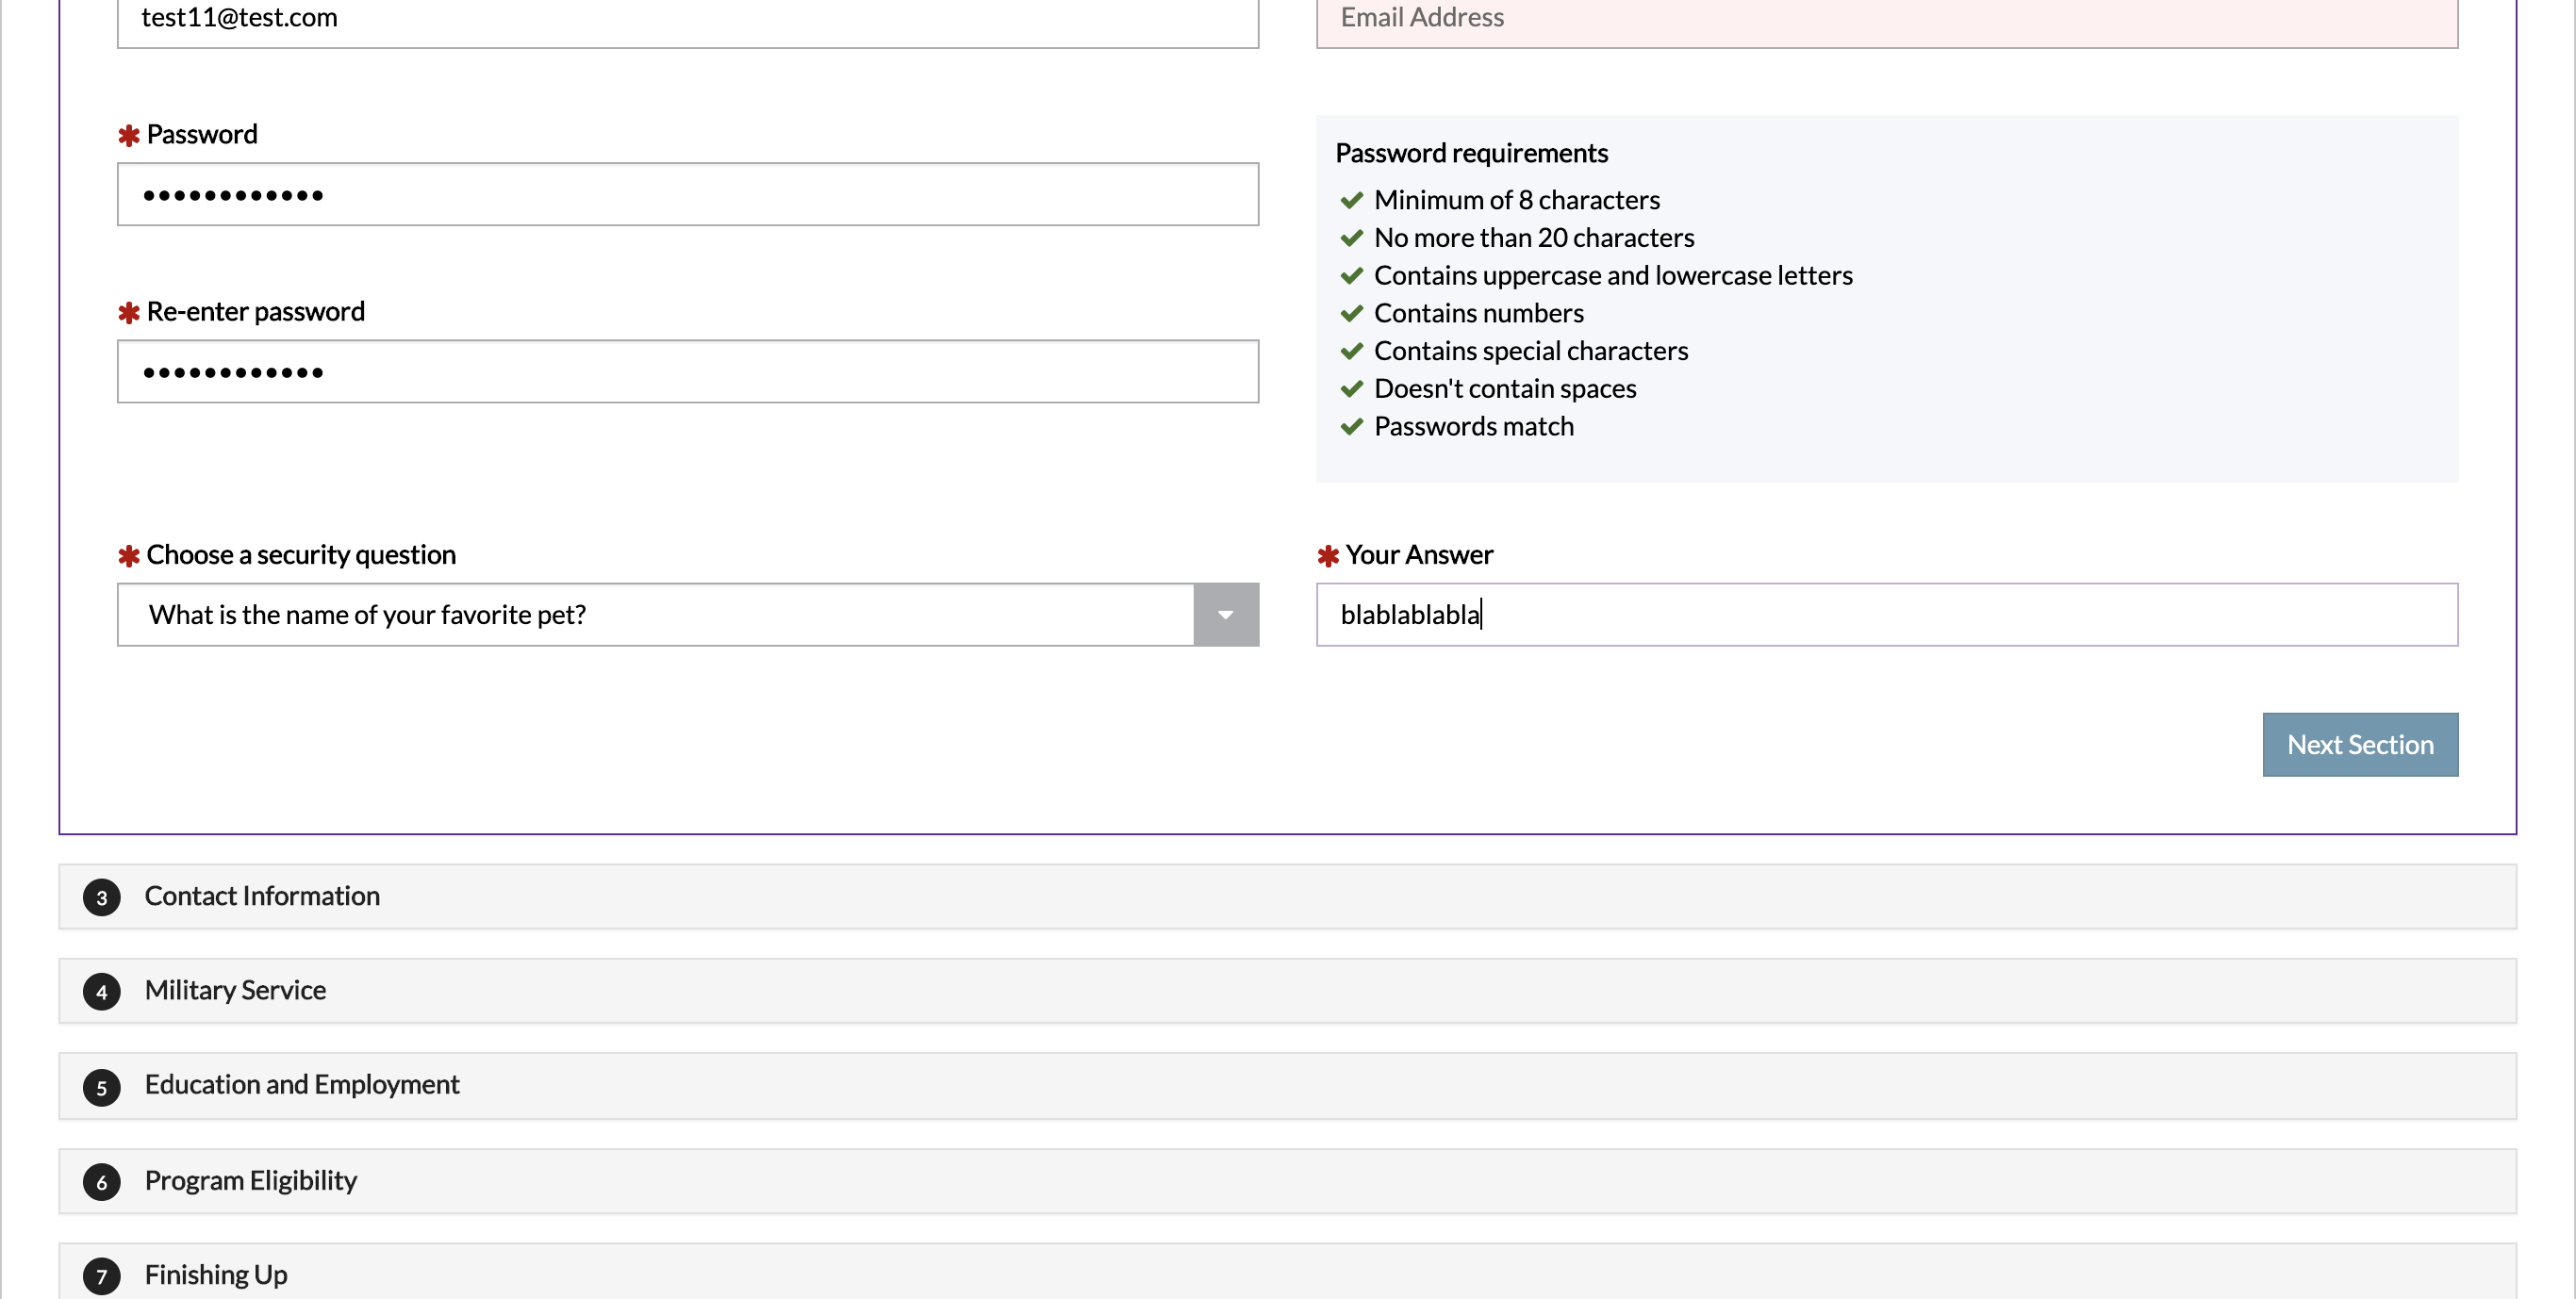 test11@test.com
Email Address
Password
Password requirements
Minimum of 8 characters
No more than 20 characters
Contains uppercase and lowercase letters
Contains numbers
Contains special characters
Doesn't contain spaces
Passwords match
Re-enter password
Choose a security question
What is the name of your favorite pet?
Your Answer
blablablabla
Next Section
3 Contact Information
4 Military Service
5 Education and Employment
6 Program Eligibility
7 Finishing Up